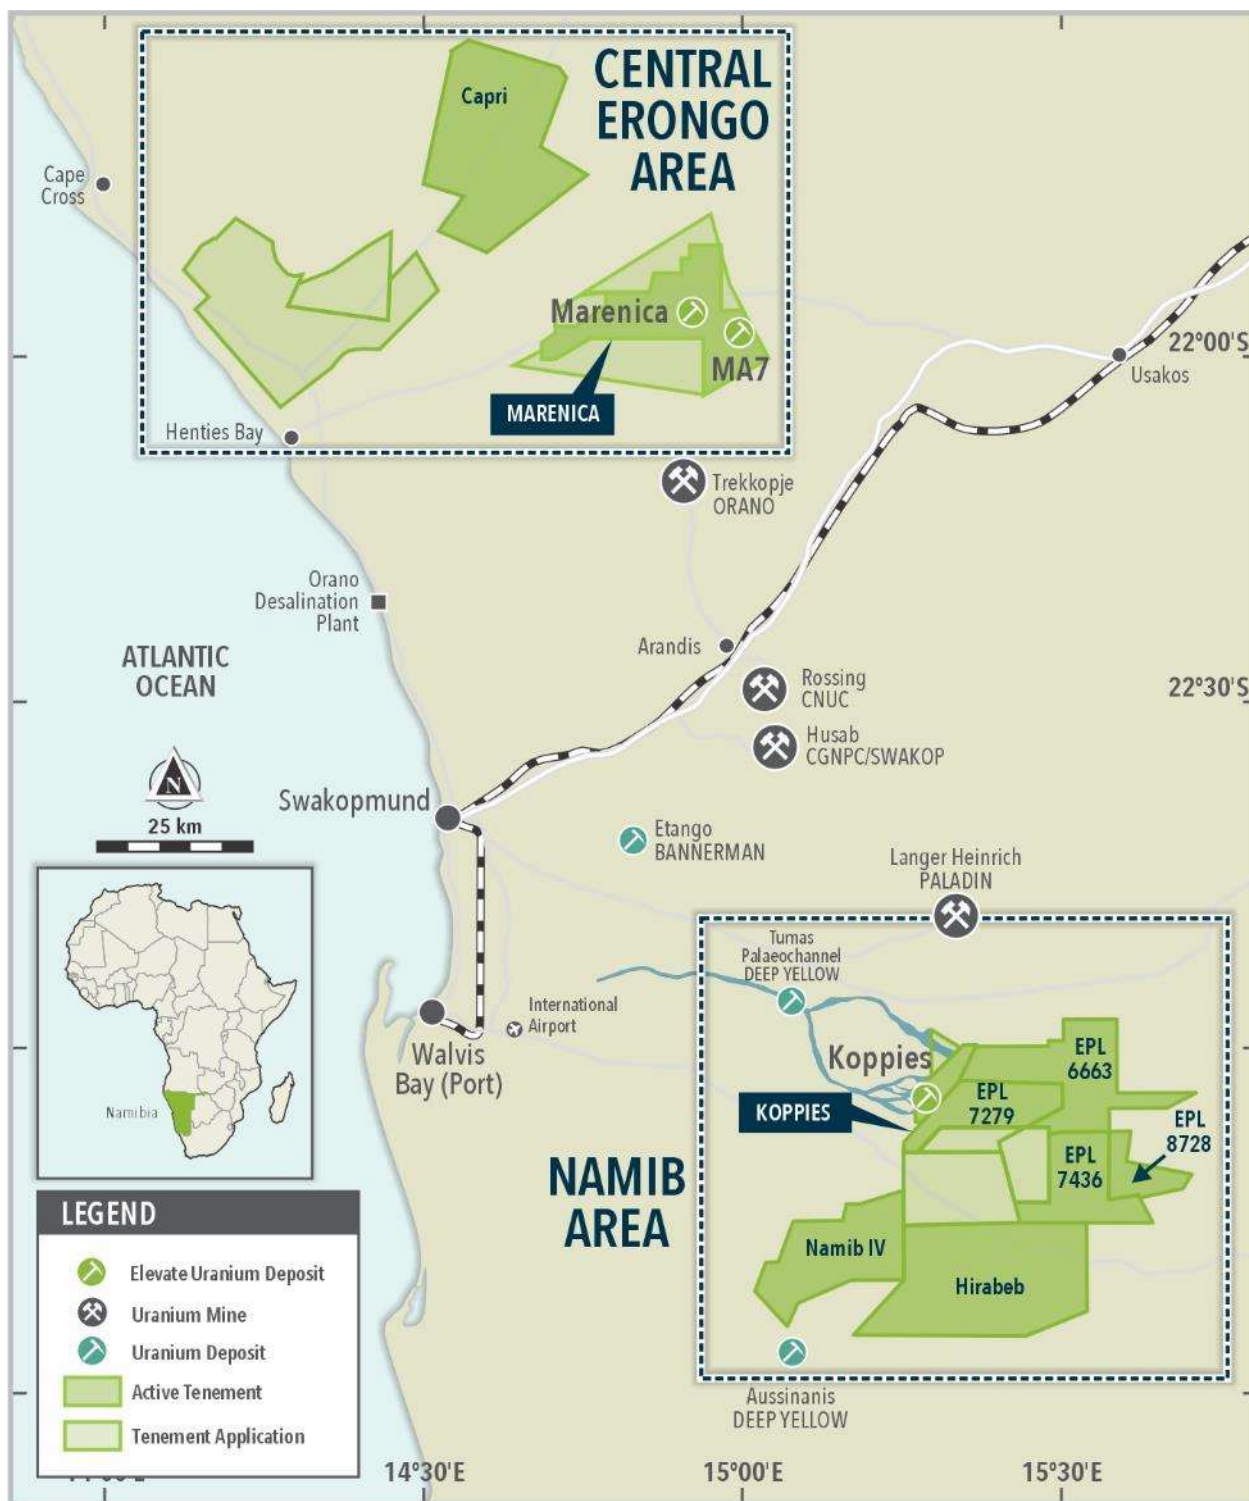 CENTRAL
ERONGO
AREA
Capri
Cape
Cross
Marenica
MA7
MARENICA
Henties Bay
22°00'S
Usakos
Trekkopje
ORANO
Orano
Desalination
Plant
Arandis
ATLANTIC
OCEAN
Rossing
CNUC
22°30'S
Husab
CGNPC/SWAKOP
N
25 km
Swakopmund
Etango
BANNERMAN
Langer Heinrich
PALADIN
Tumas
Palaeochannel
DEEP YELLOW
International
Airport
Walvis
Bay (Port)
Koppies
KOPPIES
EPL
6663
EPL
7279
EPL
8728
EPL
7436
Namibia
NAMIB
AREA
Namib IV
Hirabeb
Aussinanis
DEEP YELLOW
LEGEND
Elevate Uranium Deposit
Uranium Mine
Uranium Deposit
Active Tenement
Tenement Application
14°30'E
15°00'E
15°30'E